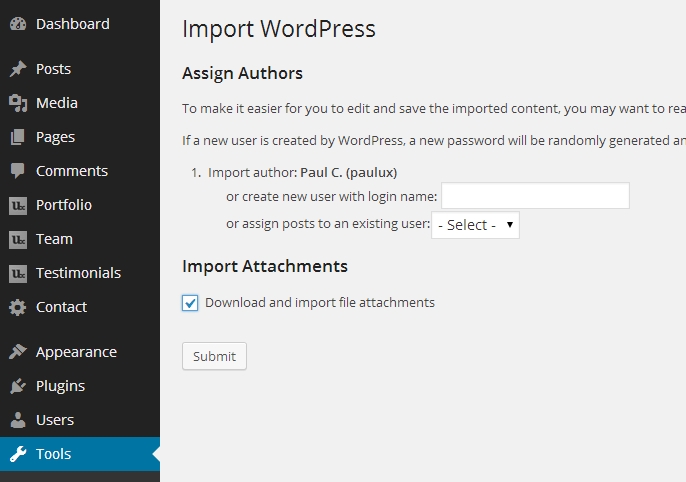 Dashboard
Posts
Media
Pages
Comments
Portfolio
Team
Testimonials
Contact
Appearance
Plugins
Users
Tools
Import WordPress
Assign Authors
To make it easier for you to edit and save the imported content, you may want to rea
If a new user is created by WordPress, a new password will be randomly generated an
1. Import author: Paul C. (paulux)
or create new user with login name:
or assign posts to an existing user: - Select -
Import Attachments
Download and import file attachments
Submit